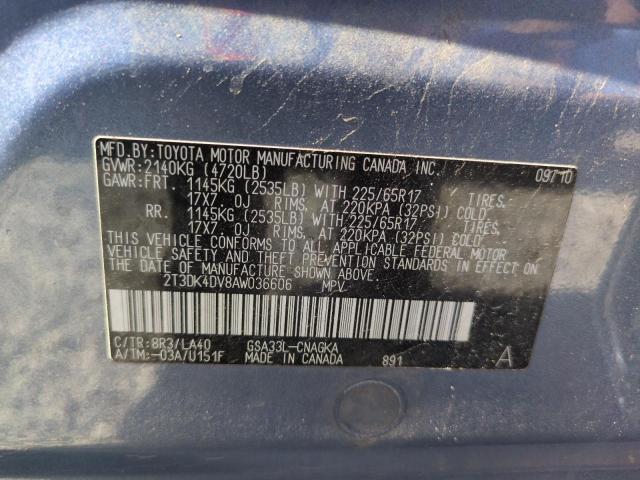 MFD.BY:TOYOTA MOTOR MANUFACTURING CANADA INC.
GVWR:2140KG (4720LB) 09/10
GAWR:FRT. 1145KG (2535LB) WITH 225/65R17 TIRES,
17X7 0J RIMS, AT 220KPA (32PSI) COLD
RR. 1145KG (2535LB) WITH 225/65R17 TIRES,
17X7 0J RIMS, AT 220KPA (32PSI) COLD
THIS VEHICLE CONFORMS TO ALL APPLICABLE FEDERAL MOTOR
VEHICLE SAFETY AND THEFT PREVENTION STANDARDS IN EFFECT
ON THE DATE OF MANUFACTURE SHOWN ABOVE.
2T3DK4DV8AW036606 MPV
C/TR:8R3/LA40 GSA33L-CNAGKA
A/TM:-03A/U151F MADE IN CANADA 891 A